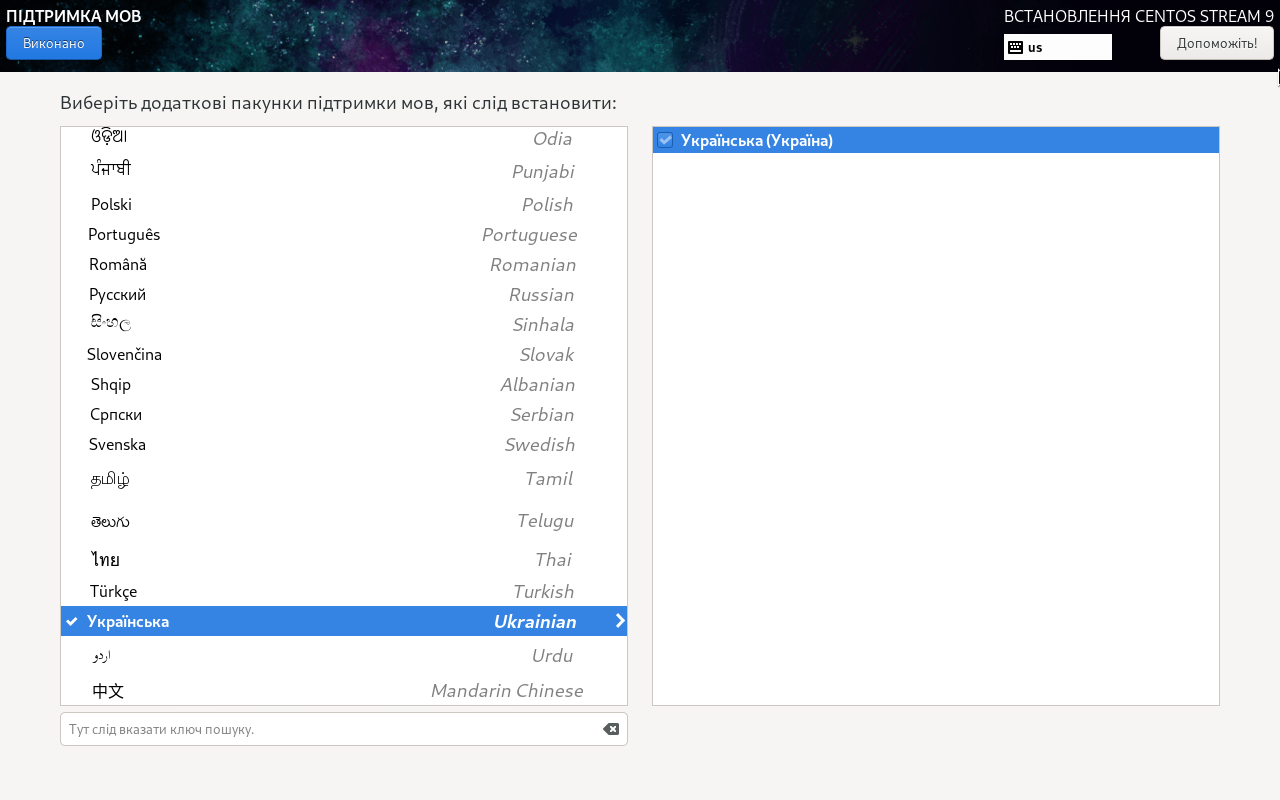 ПІДТРИМКА МОВ
Виконано
ВСТАНОВЛЕННЯ CENTOS STREAM 9
us
Допоможіть!
Виберіть додаткові пакунки підтримки мов, які слід встановити:
ଓଡ଼ିଆ Odia
ਪੰਜਾਬੀ Punjabi
Polski Polish
Português Portuguese
Română Romanian
Русский Russian
සිංහල Sinhala
Slovenčina Slovak
Shqip Albanian
Српски Serbian
Svenska Swedish
தமிழ் Tamil
తెలుగు Telugu
ไทย Thai
Türkçe Turkish
Українська Ukrainian
اردو Urdu
中文 Mandarin Chinese
Українська (Україна)
Тут слід вказати ключ пошуку.